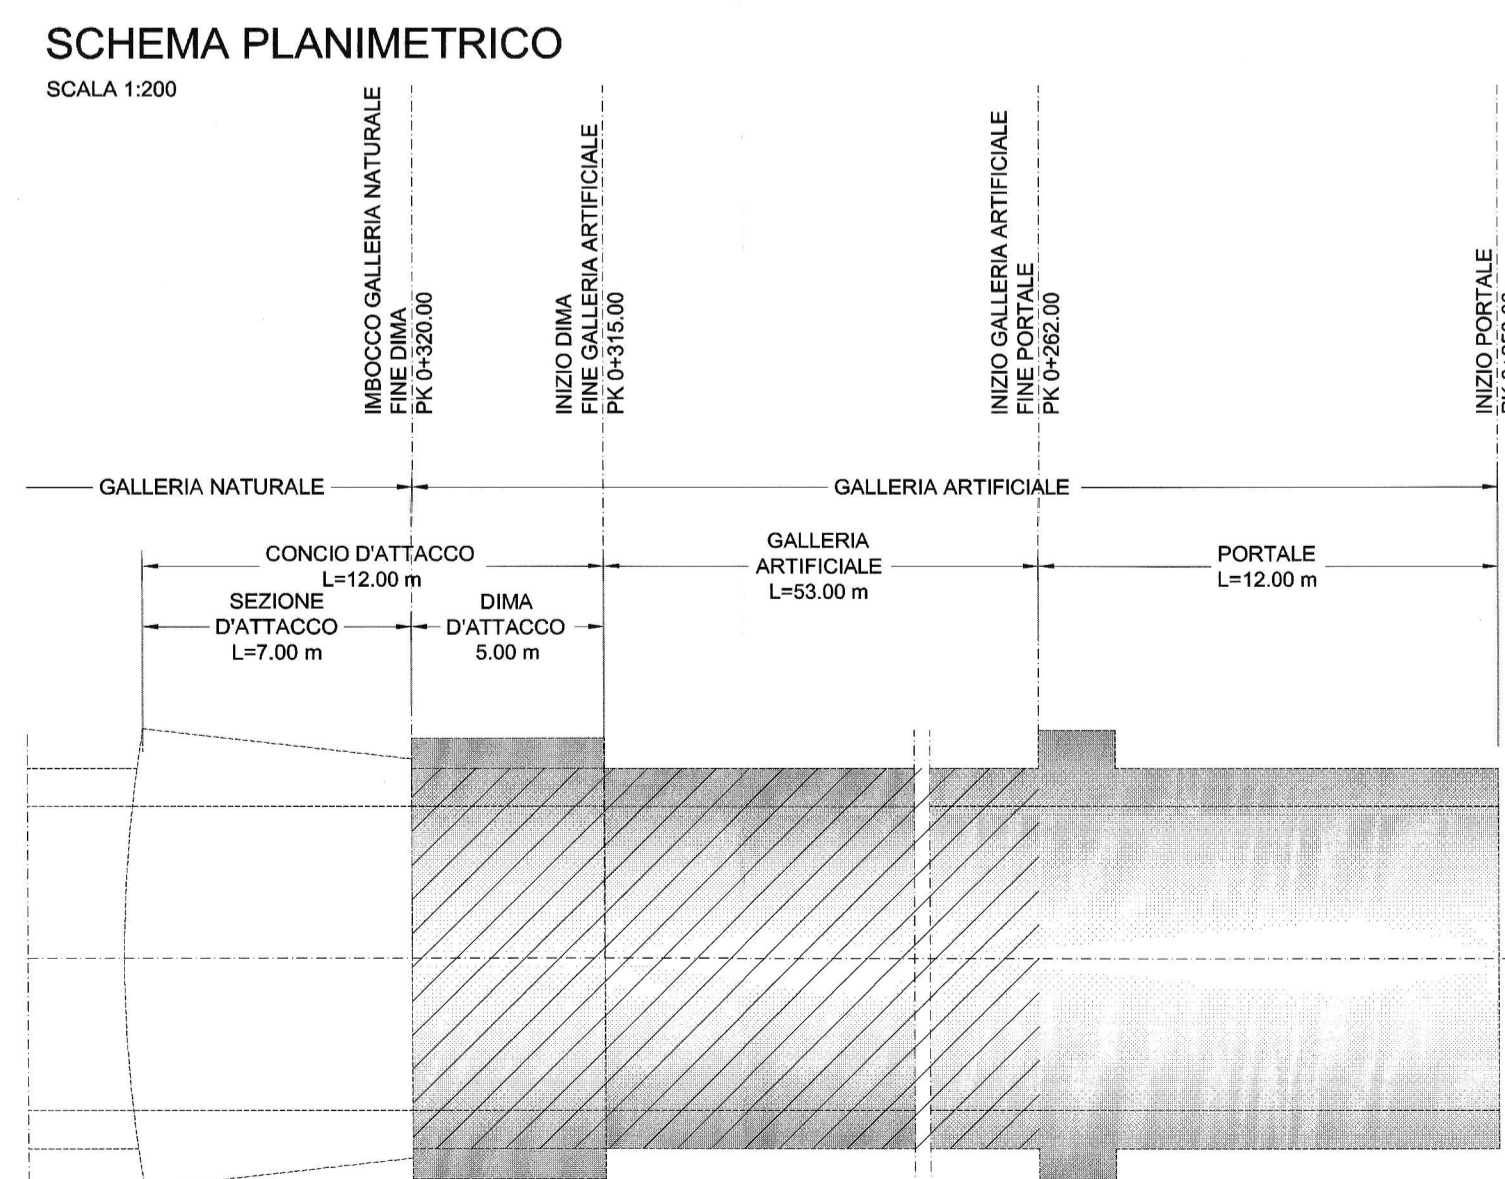 SCHEMA PLANIMETRICO
SCALA 1:200
IMBOCCO GALLERIA NATURALE
FINE DIMA
PK 0+320.00
INIZIO DIMA
FINE GALLERIA ARTIFICIALE
PK 0+315.00
INIZIO GALLERIA ARTIFICIALE
FINE PORTALE
PK 0+262.00
INIZIO PORTALE
GALLERIA NATURALE
GALLERIA ARTIFICIALE
CONCIO D'ATTACCO
L=12.00 m
GALLERIA
ARTIFICIALE
L=53.00 m
PORTALE
L=12.00 m
SEZIONE
D'ATTACCO
L=7.00 m
DIMA
D'ATTACCO
5.00 m